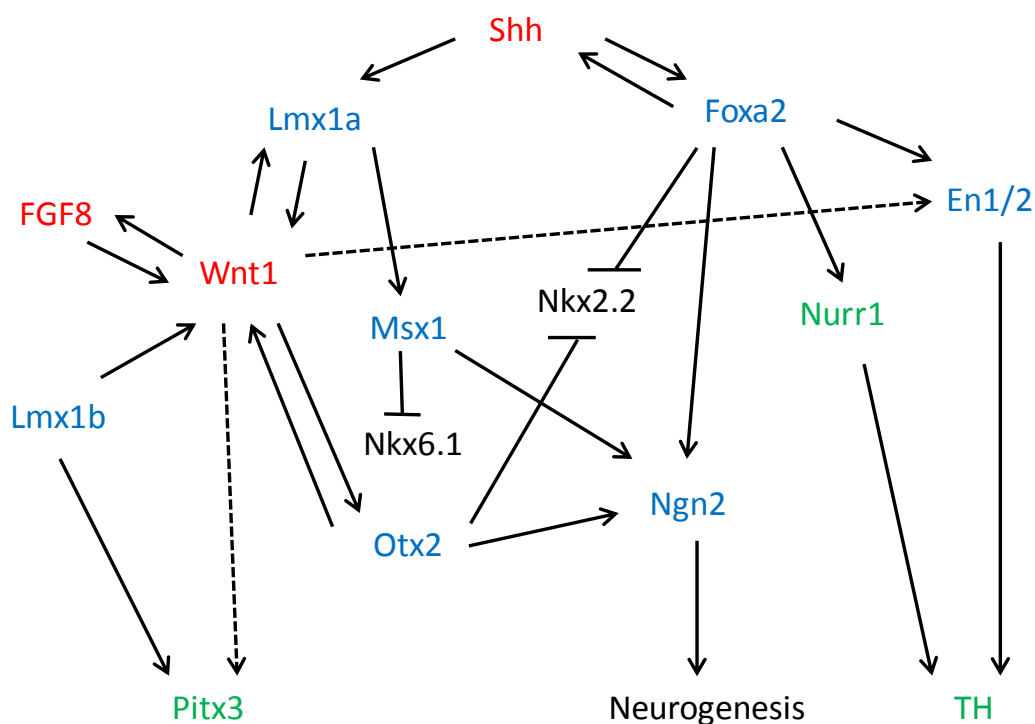 Shh
Lmx1a
Foxa2
FGF8
En1/2
Wnt1
Nkx2.2
Msx1
Nurr1
Lmx1b
Nkx6.1
Ngn2
Otx2
Pitx3
Neurogenesis
TH